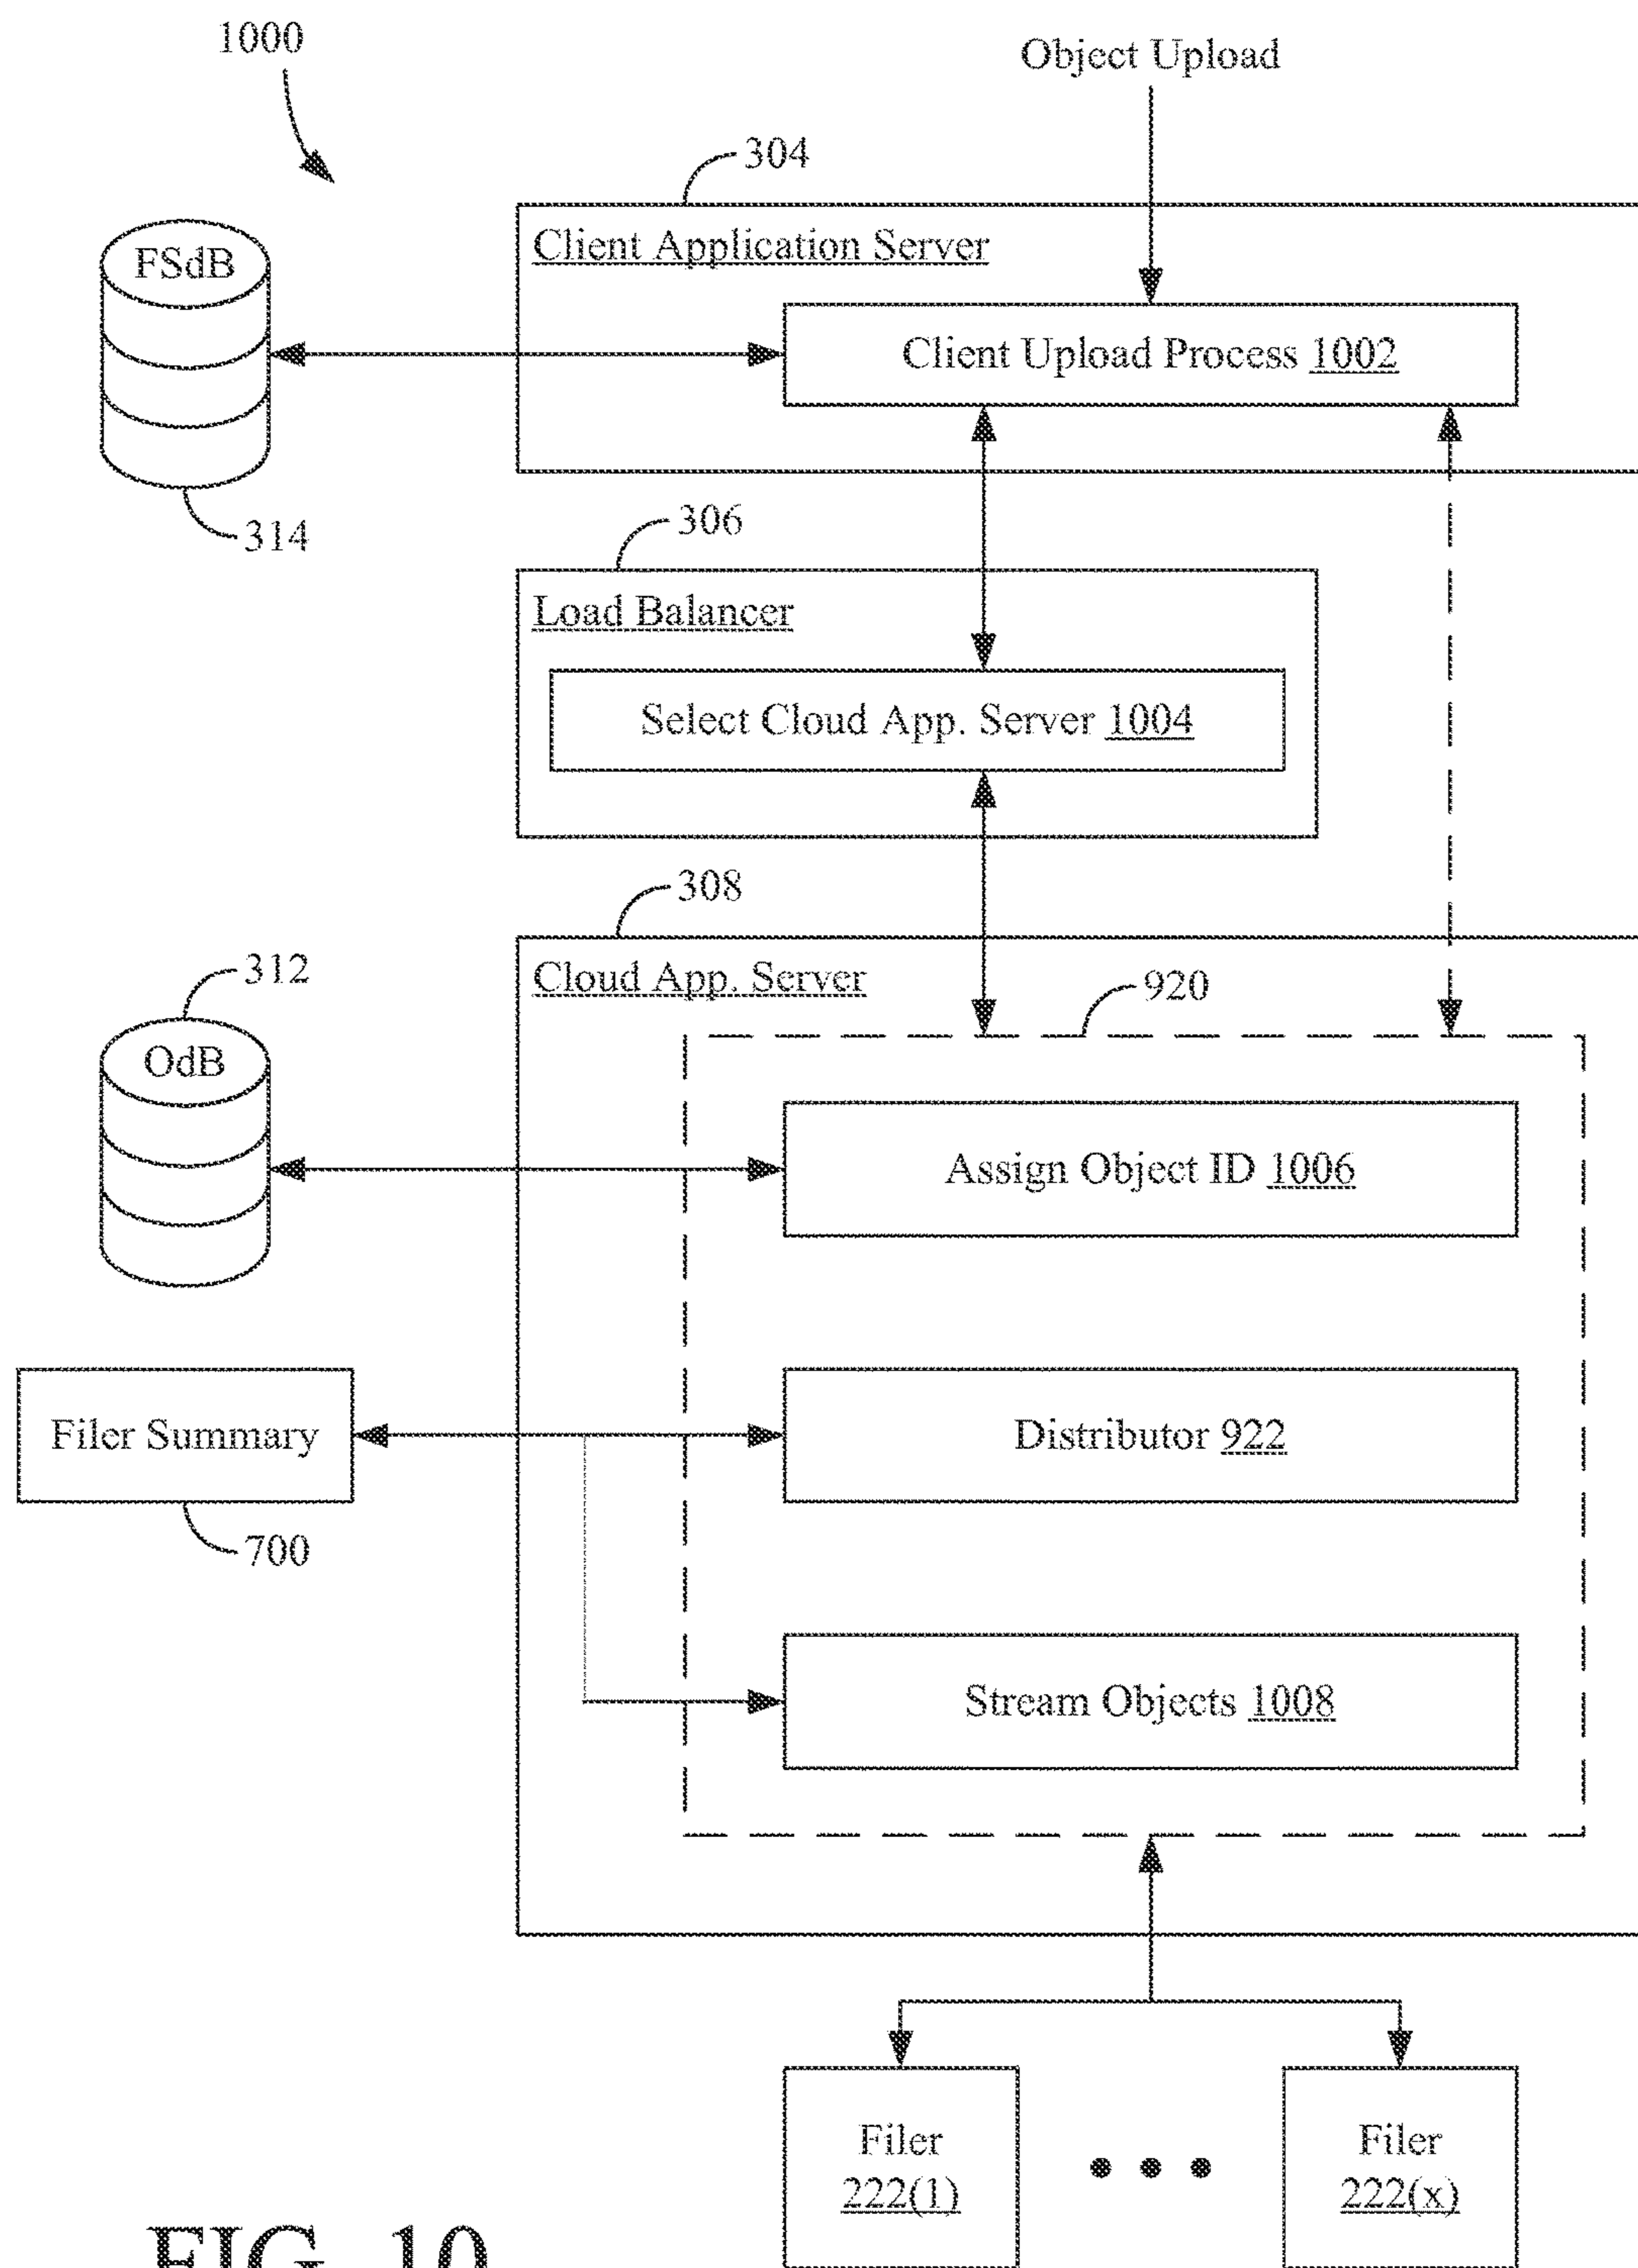 1000
Object Upload
304
FSdB
Client Application Server
Client Upload Process 1002
314
306
Load Balancer
Select Cloud App. Server 1004
308
312
Cloud App. Server
920
OdB
Assign Object ID 1006
Filer Summary
Distributor 922
700
Stream Objects 1008
Filer
222(1)
Filer
222(x)
FIG. 10